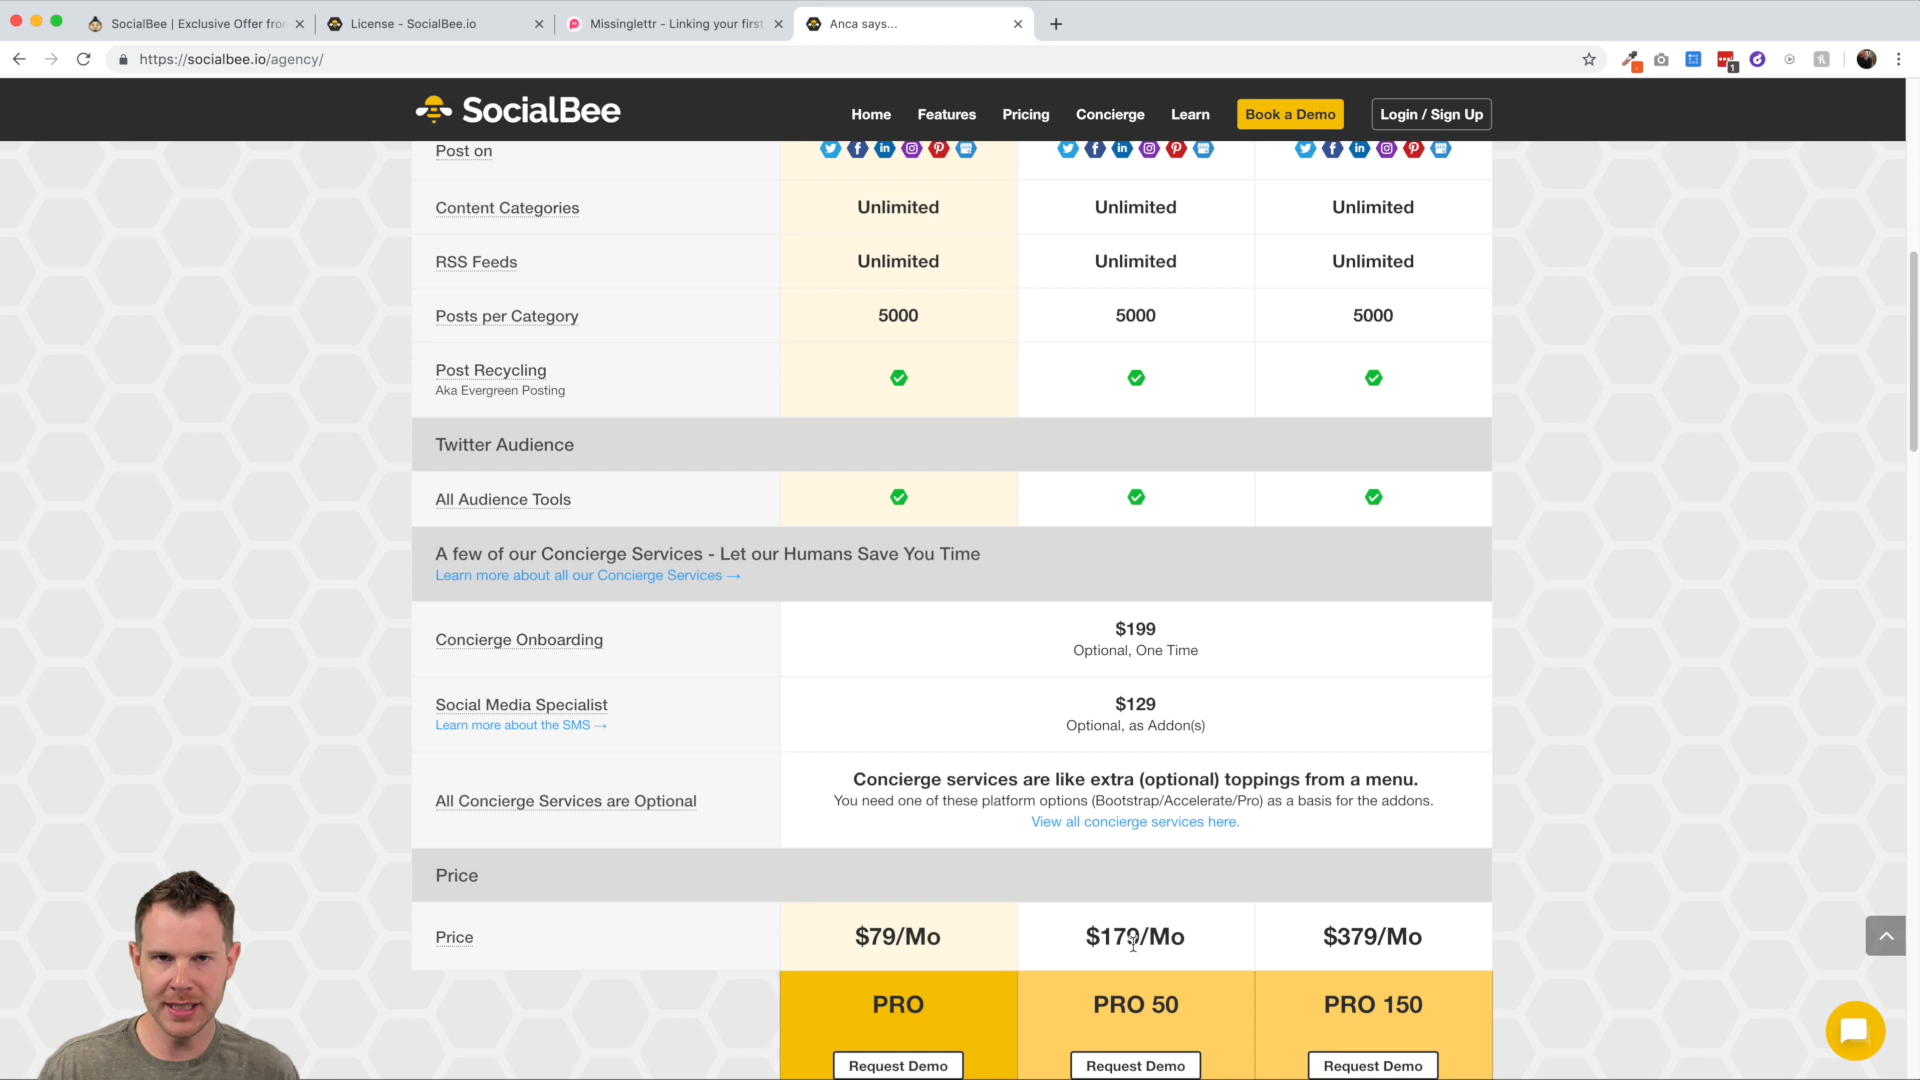 SocialBee | Exclusive Offer fro
License - SocialBee.io
Missinglettr - Linking your first
Anca says...
https://socialbee.io/agency/
1
SocialBee
Home
Features
Pricing
Concierge
Learn
Book a Demo
Login / Sign Up
Post on
Content Categories
Unlimited
Unlimited
Unlimited
RSS Feeds
Unlimited
Unlimited
Unlimited
Posts per Category
5000
5000
5000
Post Recycling
Aka Evergreen Posting
Twitter Audience
All Audience Tools
A few of our Concierge Services - Let our Humans Save You Time
Learn more about all our Concierge Services →
Concierge Onboarding
$199
Optional, One Time
Social Media Specialist
Learn more about the SMS →
$129
Optional, as Addon(s)
All Concierge Services are Optional
Concierge services are like extra (optional) toppings from a menu.
You need one of these platform options (Bootstrap/Accelerate/Pro) as a basis for the addons.
View all concierge services here.
Price
Price
$79/Mo
$179/Mo
$379/Mo
PRO
PRO 50
PRO 150
Request Demo
Request Demo
Request Demo